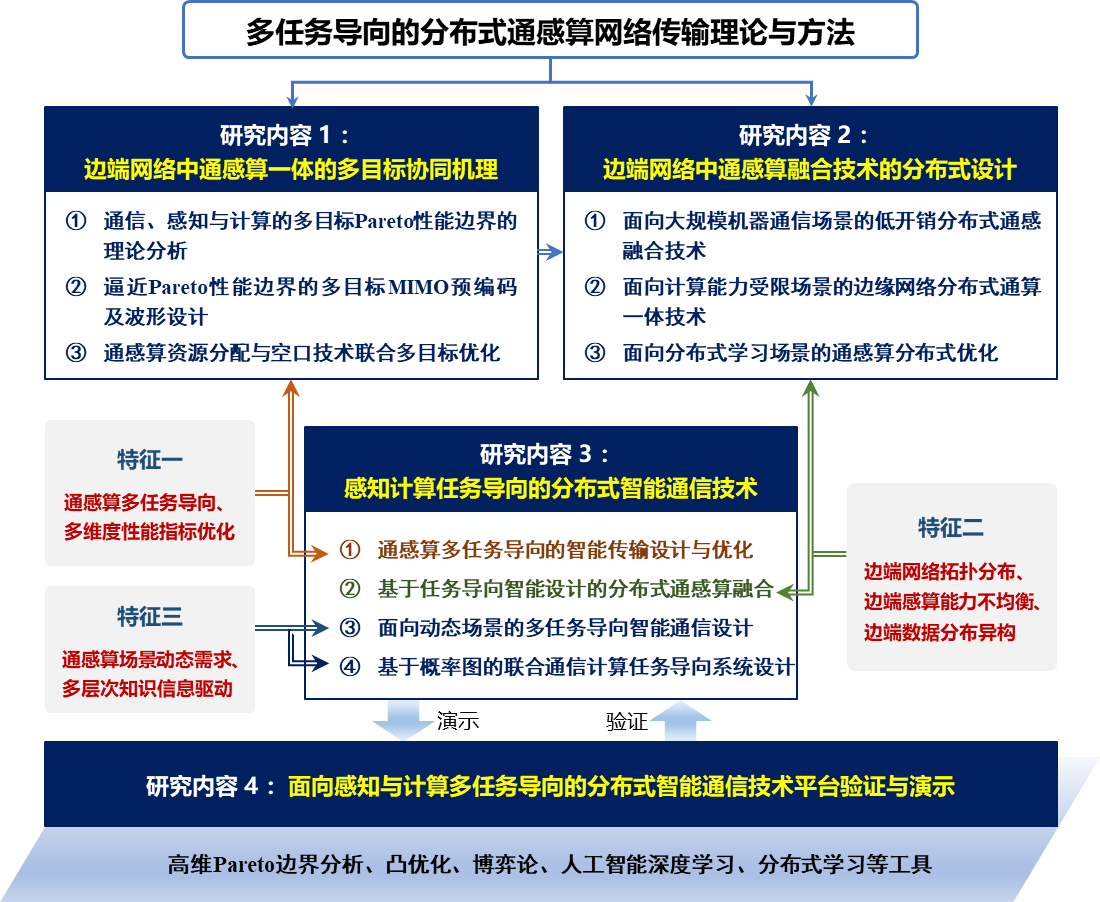 多任务导向的分布式通感算网络传输理论与方法
研究内容 1：
边端网络中通感算一体的多目标协同机理
① 通信、感知与计算的多目标Pareto性能边界的
理论分析
② 逼近Pareto性能边界的多目标MIMO预编码
及波形设计
③ 通感算资源分配与空口技术联合多目标优化
研究内容 2：
边端网络中通感算融合技术的分布式设计
① 面向大规模机器通信场景的低开销分布式通感
融合技术
② 面向计算能力受限场景的边缘网络分布式通算
一体技术
③ 面向分布式学习场景的通感算分布式优化
特征一
通感算多任务导向、
多维度性能指标优化
特征三
通感算场景动态需求、
多层次知识信息驱动
研究内容 3：
感知计算任务导向的分布式智能通信技术
① 通感算多任务导向的智能传输设计与优化
② 基于任务导向智能设计的分布式通感算融合
③ 面向动态场景的多任务导向智能通信设计
④ 基于概率图的联合通信计算任务导向系统设计
特征二
边端网络拓扑分布、
边端感算能力不均衡、
边端数据分布异构
演示
验证
研究内容 4： 面向感知与计算多任务导向的分布式智能通信技术平台验证与演示
高维Pareto边界分析、凸优化、博弈论、人工智能深度学习、分布式学习等工具